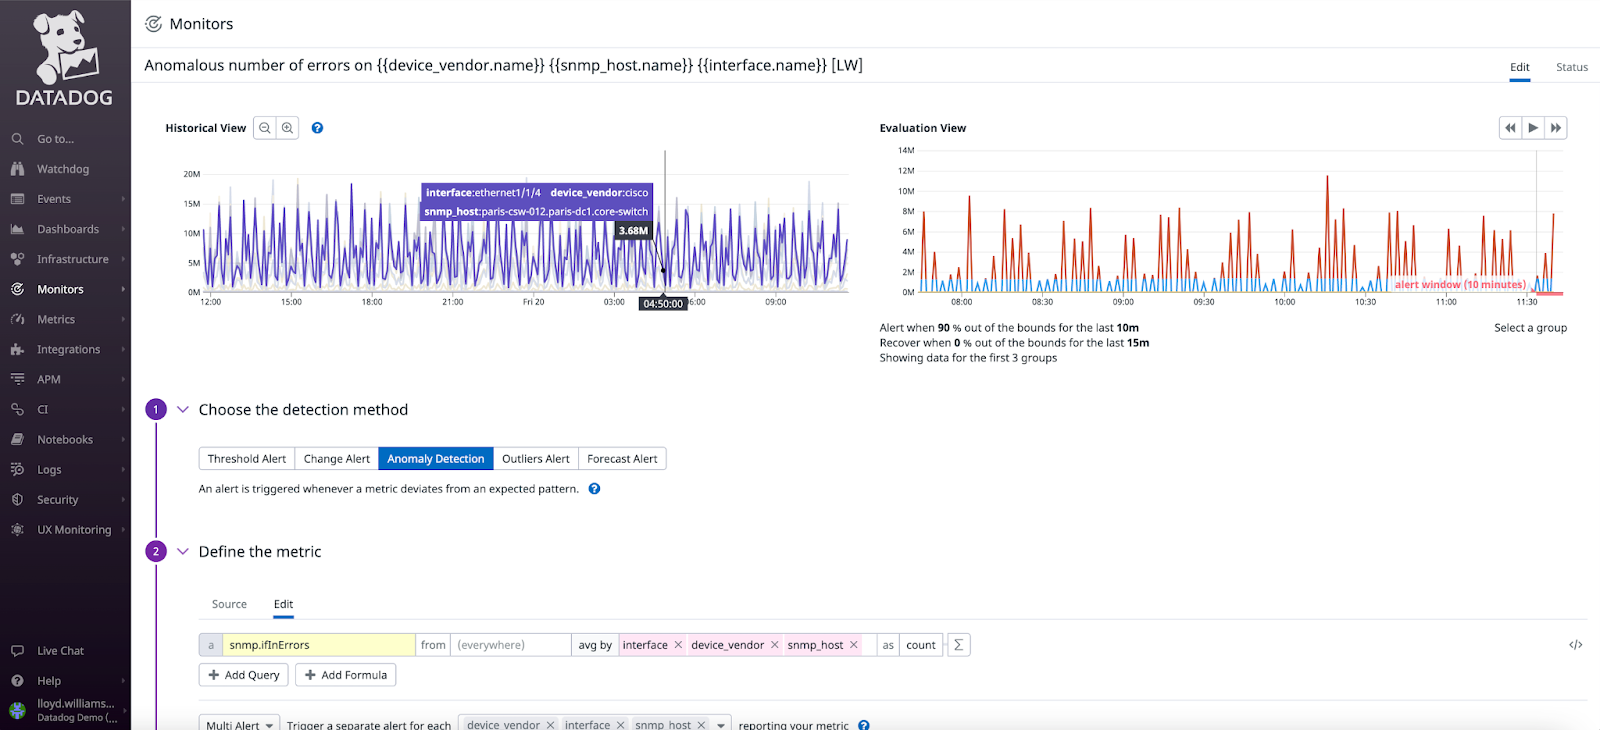 DATADOG
Go to...
Watchdog
Events
Dashboards
Infrastructure
Monitors
Metrics
Integrations
APM
CI
Notebooks
Logs
Security
UX Monitoring
Live Chat
Help
lloyd.williams...
Datadog Demo (...
Monitors
Anomalous number of errors on {{device_vendor.name}} {{snmp_host.name}} {{interface.name}} [LW]
Edit Status
Historical View
20M
15M
10M
5M
0M
interface:ethernet1/1/4 device_vendor:cisco
snmp_host:paris-csw-012.paris-dc1.core-switch
3.68M
12:00 15:00 18:00 21:00 Fri 20 03:00 06:00 09:00
04:50:00
Evaluation View
14M
12M
10M
8M
6M
4M
2M
0M
alert window (10 minutes)
08:00 08:30 09:00 09:30 10:00 10:30 11:00 11:30
Alert when 90 % out of the bounds for the last 10m
Recover when 0 % out of the bounds for the last 15m
Showing data for the first 3 groups
Select a group
1 Choose the detection method
Threshold Alert Change Alert Anomaly Detection Outliers Alert Forecast Alert
An alert is triggered whenever a metric deviates from an expected pattern. ?
2 Define the metric
Source Edit
a snmp.ifInErrors from (everywhere) avg by interface × device_vendor × snmp_host × as count Σ </>
+ Add Query + Add Formula
Multi Alert Trigger a separate alert for each device_vendor × interface × snmp_host × reporting your metric ?